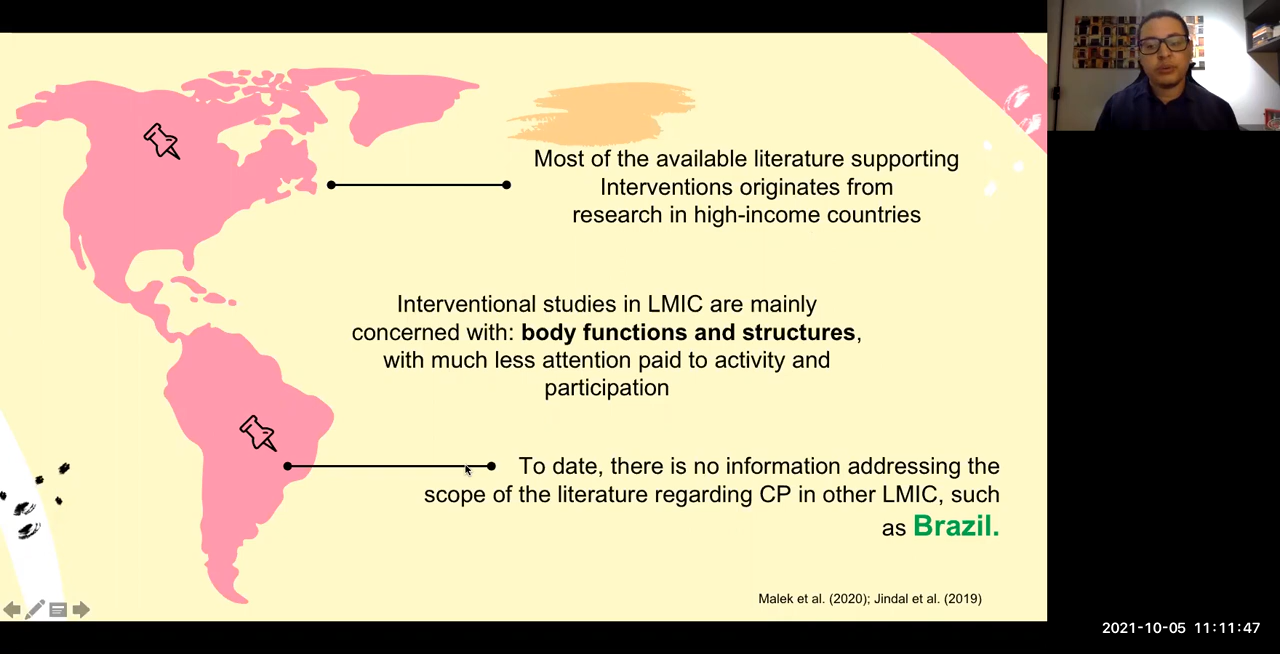 Most of the available literature supporting
Interventions originates from
research in high-income countries
Interventional studies in LMIC are mainly
concerned with: body functions and structures,
with much less attention paid to activity and
participation
To date, there is no information addressing the
scope of the literature regarding CP in other LMIC, such
as Brazil.
Malek et al. (2020); Jindal et al. (2019)
2021-10-05 11:11:47